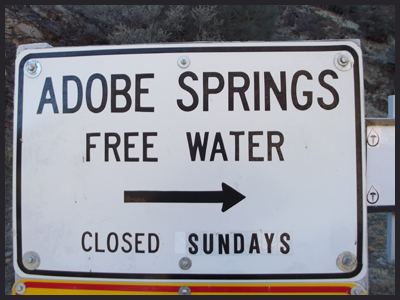 ADOBE SPRINGS
FREE WATER
CLOSED SUNDAYS